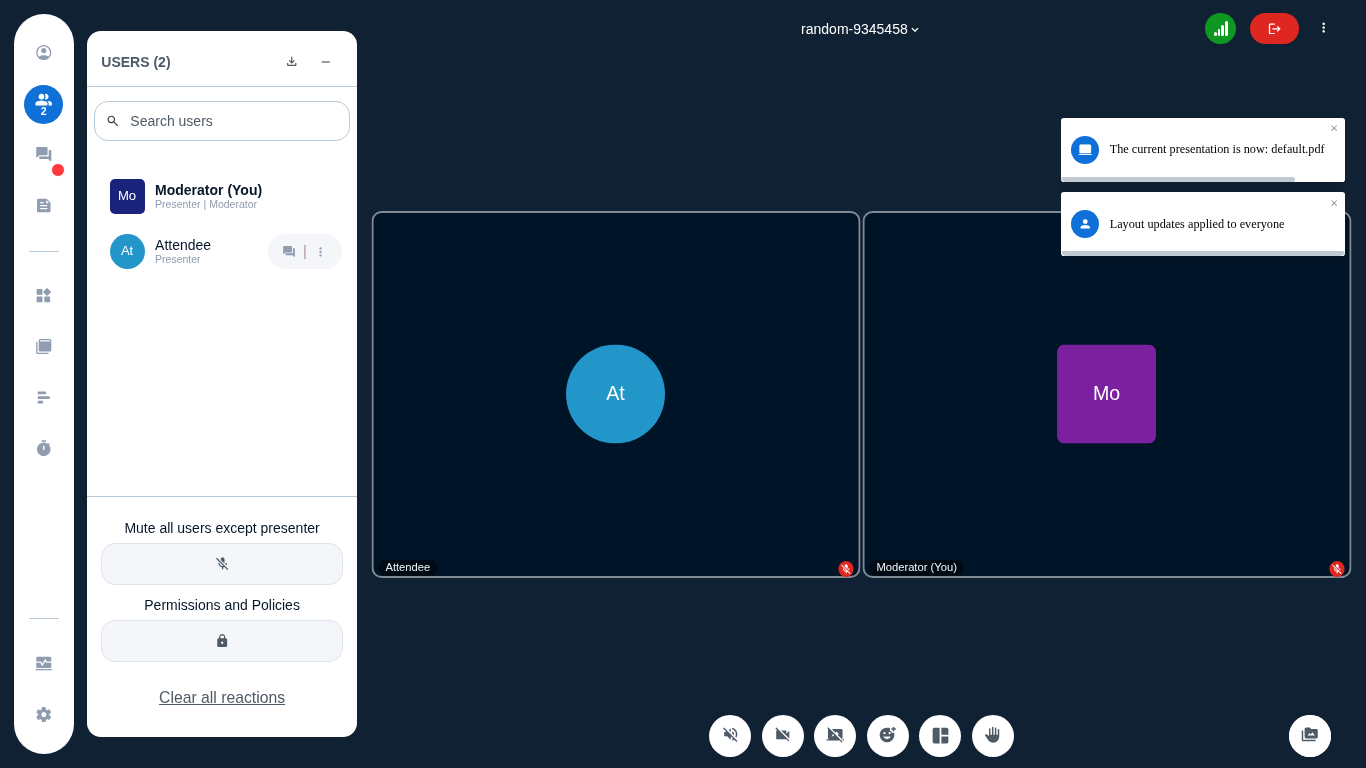 random-9345458
2
USERS (2)
Search users
Mo
Moderator (You)
Presenter | Moderator
At
Attendee
Presenter
Mute all users except presenter
Permissions and Policies
Clear all reactions
The current presentation is now: default.pdf
Layout updates applied to everyone
At
Mo
Attendee
Moderator (You)